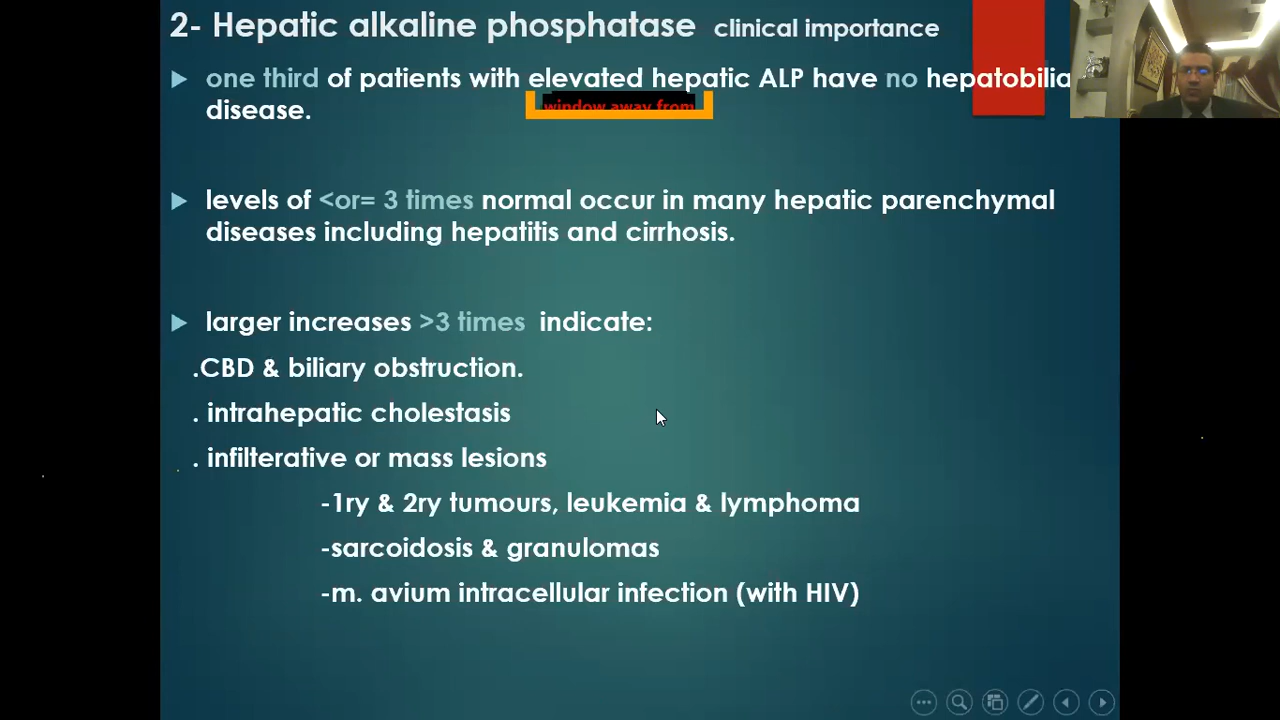 2- Hepatic alkaline phosphatase clinical importance
one third of patients with elevated hepatic ALP have no hepatobilia
window away from
disease.
levels of <or= 3 times normal occur in many hepatic parenchymal
diseases including hepatitis and cirrhosis.
larger increases >3 times indicate:
.CBD & biliary obstruction.
. intrahepatic cholestasis
. infilterative or mass lesions
-1ry & 2ry tumours, leukemia & lymphoma
-sarcoidosis & granulomas
-m. avium intracellular infection (with HIV)